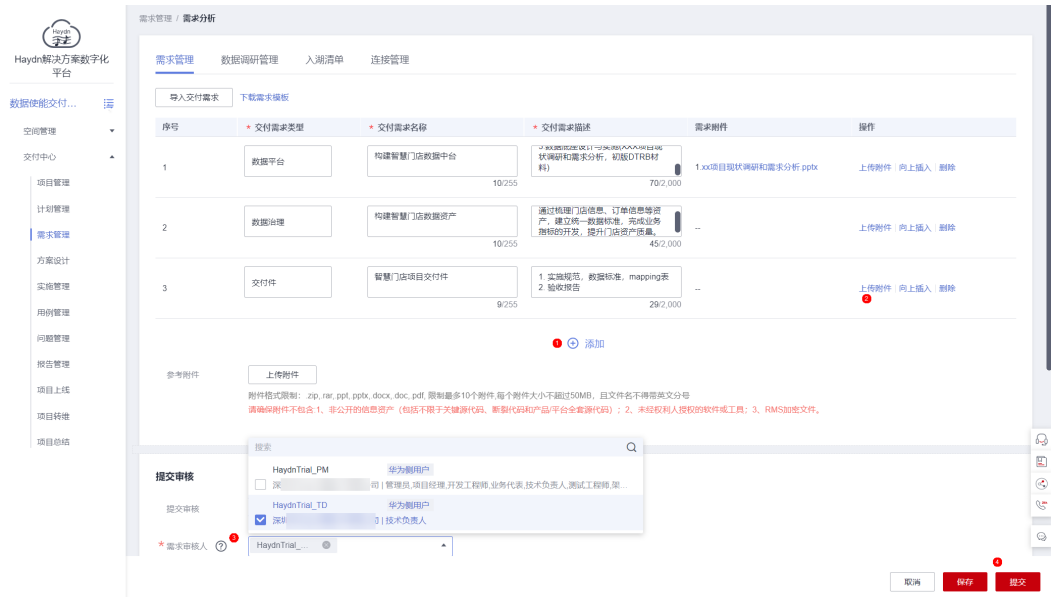 需求管理 / 需求分析
Haydn
Haydn解决方案数字化
平台
数据使能交付...
空间管理
交付中心
项目管理
计划管理
需求管理
方案设计
实施管理
用例管理
问题管理
报告管理
项目上线
项目转维
项目总结
需求管理 数据调研管理 入湖清单 连接管理
导入交付需求 下载需求模板
序号 * 交付需求类型 * 交付需求名称 * 交付需求描述 需求附件 操作
1 数据平台 构建智慧门店数据中台
3.数据底座设计与实施(XXX项目现
状调研和需求分析，初版DTRB材
料)
1.xx项目现状调研和需求分析.pptx 上传附件 向上插入 删除
10/255 70/2,000
2 数据治理 构建智慧门店数据资产
通过梳理门店信息、订单信息等资
产，建立统一数据标准，完成业务
指标的开发，提升门店资产质量。
-- 上传附件 向上插入 删除
10/255 45/2,000
3 交付件 智慧门店项目交付件
1. 实施规范，数据标准，mapping表
2. 验收报告
-- 上传附件 向上插入 删除
2
9/255 29/2,000
1 添加
参考附件 上传附件
附件格式限制：.zip, rar, ppt, pptx, docx, doc, pdf, 限制最多10个附件,每个附件大小不超过50MB，且文件名不得带英文分号
请确保附件不包含:1、非公开的信息资产（包括不限于关键源代码、断裂代码和产品/平台全套源代码）; 2、未经权利人授权的软件或工具; 3、RMS加密文件。
搜索
HaydnTrial_PM 华为侧用户
深 司 | 管理员,项目经理,开发工程师,业务代表,技术负责人,测试工程师,架...
HaydnTrial_TD 华为侧用户
深圳 司 | 技术负责人
提交审核
提交审核
* 需求审核人 ? 3 HaydnTrial_...
4
取消 保存 提交